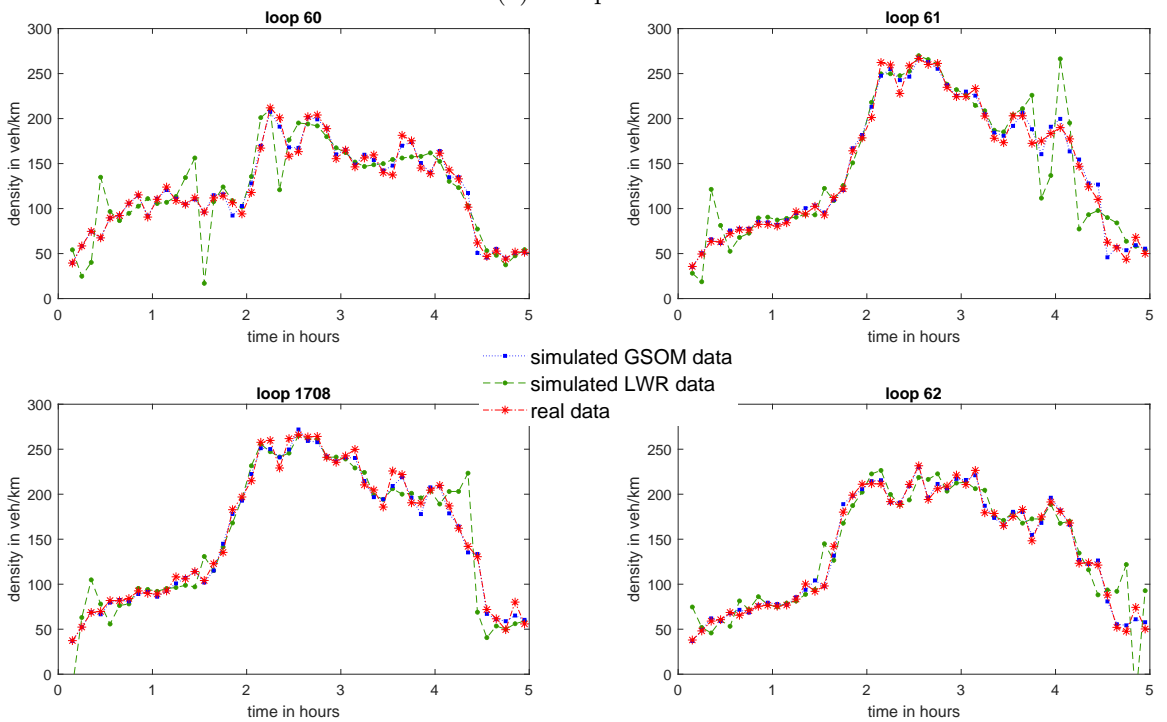 loop 60
loop 61
density in veh/km
300
250
200
150
100
50
0
0 1 2 3 4 5
time in hours
density in veh/km
300
250
200
150
100
50
0
0 1 2 3 4 5
time in hours
simulated GSOM data
simulated LWR data
real data
loop 1708
loop 62
density in veh/km
300
250
200
150
100
50
0
0 1 2 3 4 5
time in hours
density in veh/km
300
250
200
150
100
50
0
0 1 2 3 4 5
time in hours